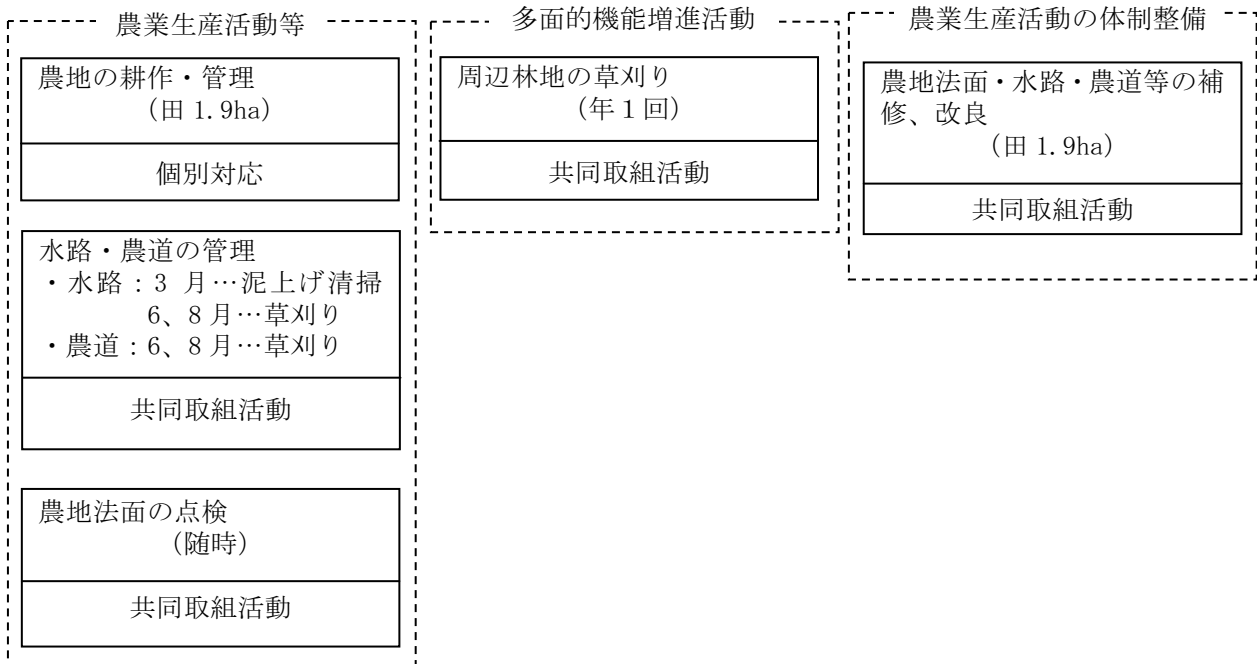 農業生産活動等
農地の耕作・管理
(田 1.9ha)
個別対応
水路・農道の管理
・水路：3 月…泥上げ清掃
6、8月…草刈り
・農道：6、8月…草刈り
共同取組活動
農地法面の点検
(随時)
共同取組活動
多面的機能増進活動
周辺林地の草刈り
(年１回)
共同取組活動
農業生産活動の体制整備
農地法面・水路・農道等の補
修、改良
(田 1.9ha)
共同取組活動